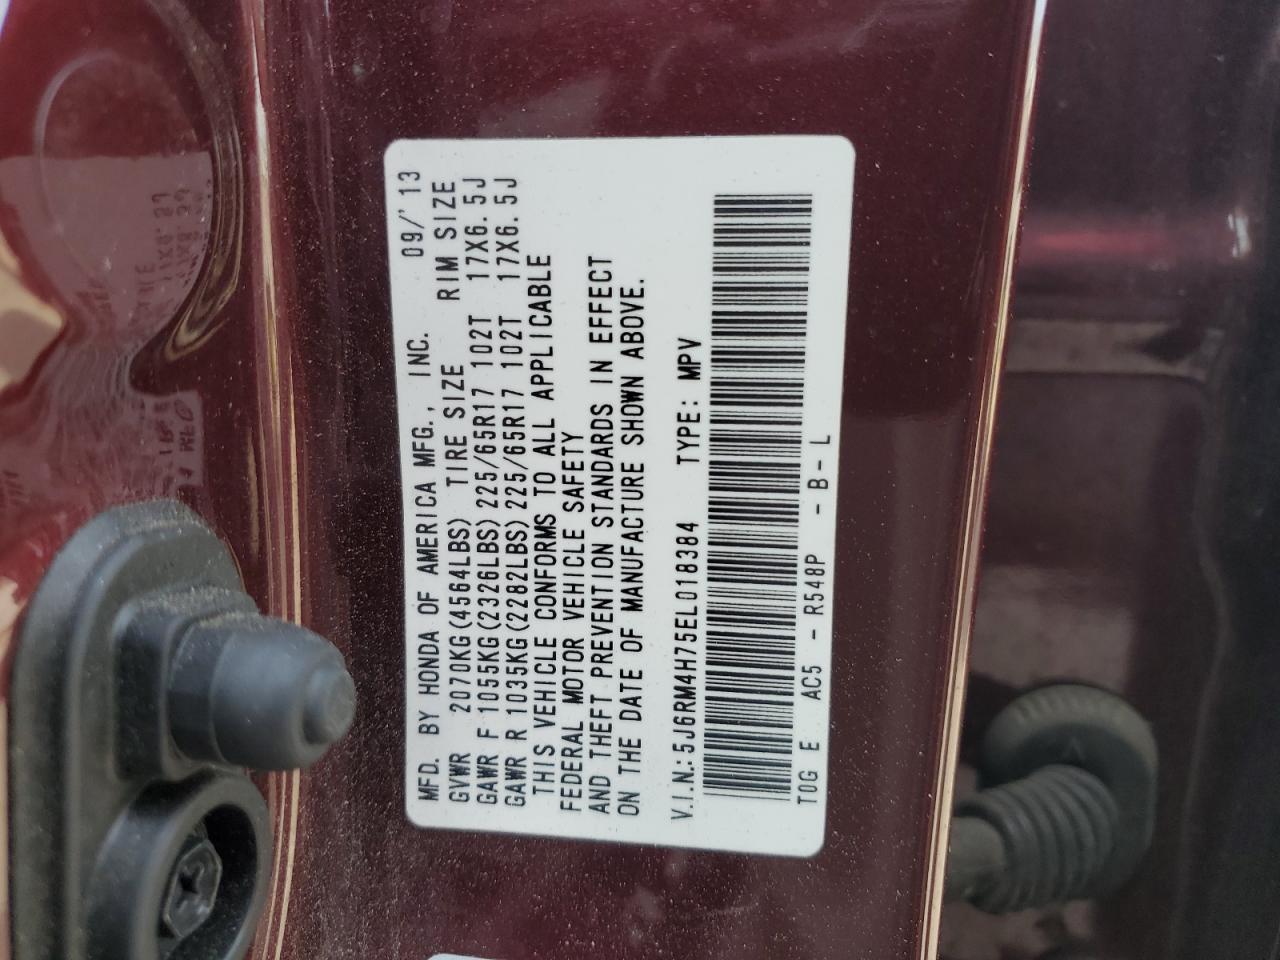 MFD. BY HONDA OF AMERICA MFG., INC. 09/'13
GVWR 2070KG(4564LBS) TIRE SIZE RIM SIZE
GAWR F 1055KG(2326LBS) 225/65R17 102T 17X6.5J
GAWR R 1035KG(2282LBS) 225/65R17 102T 17X6.5J
THIS VEHICLE CONFORMS TO ALL APPLICABLE
FEDERAL MOTOR VEHICLE SAFETY
AND THEFT PREVENTION STANDARDS IN EFFECT
ON THE DATE OF MANUFACTURE SHOWN ABOVE.
V.I.N.: 5J6RM4H75EL018384 TYPE: MPV
TOG E AC5 - R548P - B - L